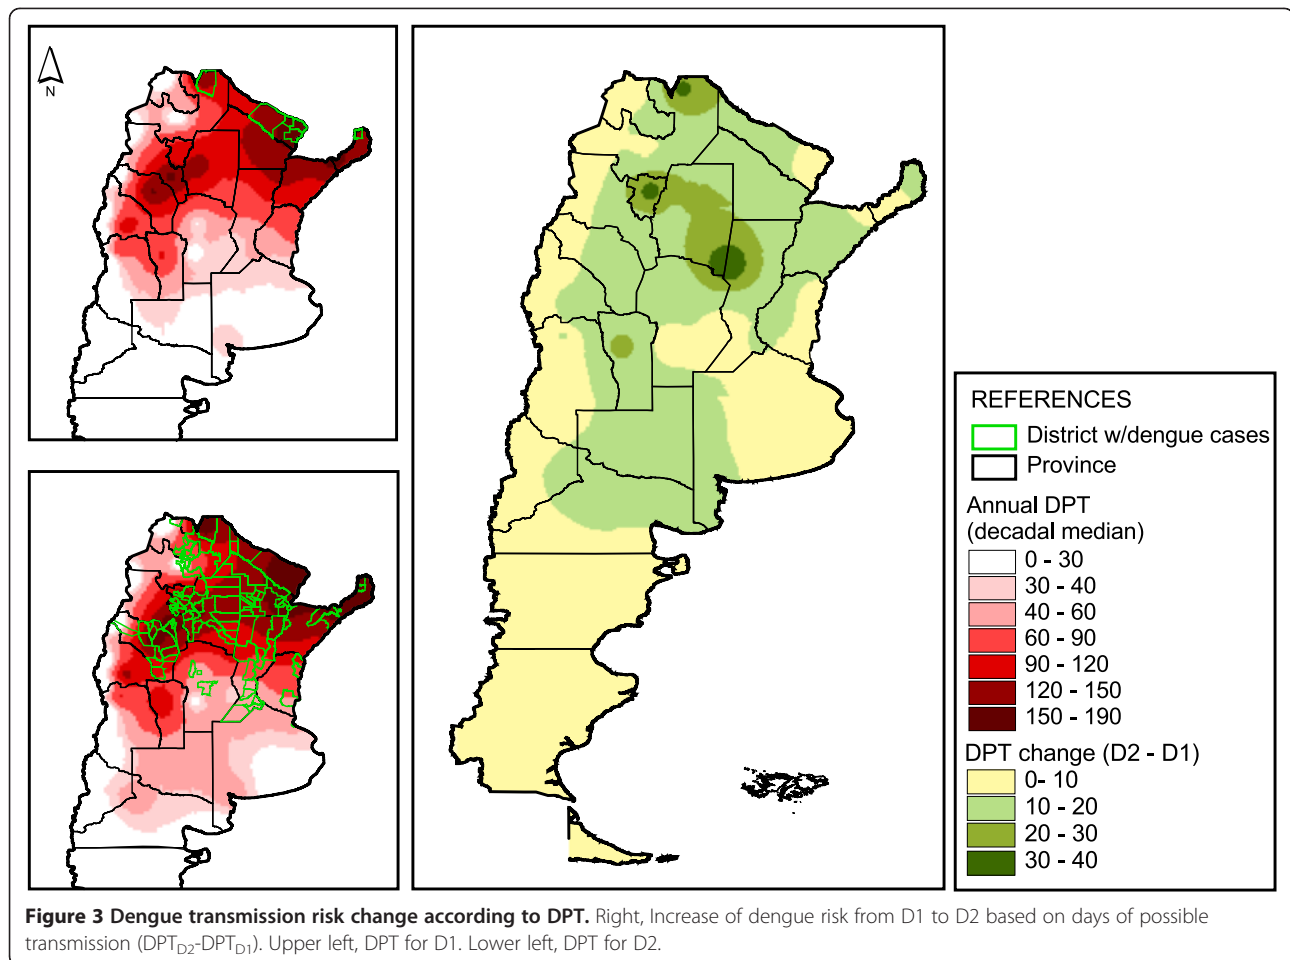 N
REFERENCES
District w/dengue cases
Province
Annual DPT
(decadal median)
0 - 30
30 - 40
40 - 60
60 - 90
90 - 120
120 - 150
150 - 190
DPT change (D2 - D1)
0- 10
10 - 20
20 - 30
30 - 40
Figure 3 Dengue transmission risk change according to DPT. Right, Increase of dengue risk from D1 to D2 based on days of possible
transmission (DPTD2-DPTD1). Upper left, DPT for D1. Lower left, DPT for D2.